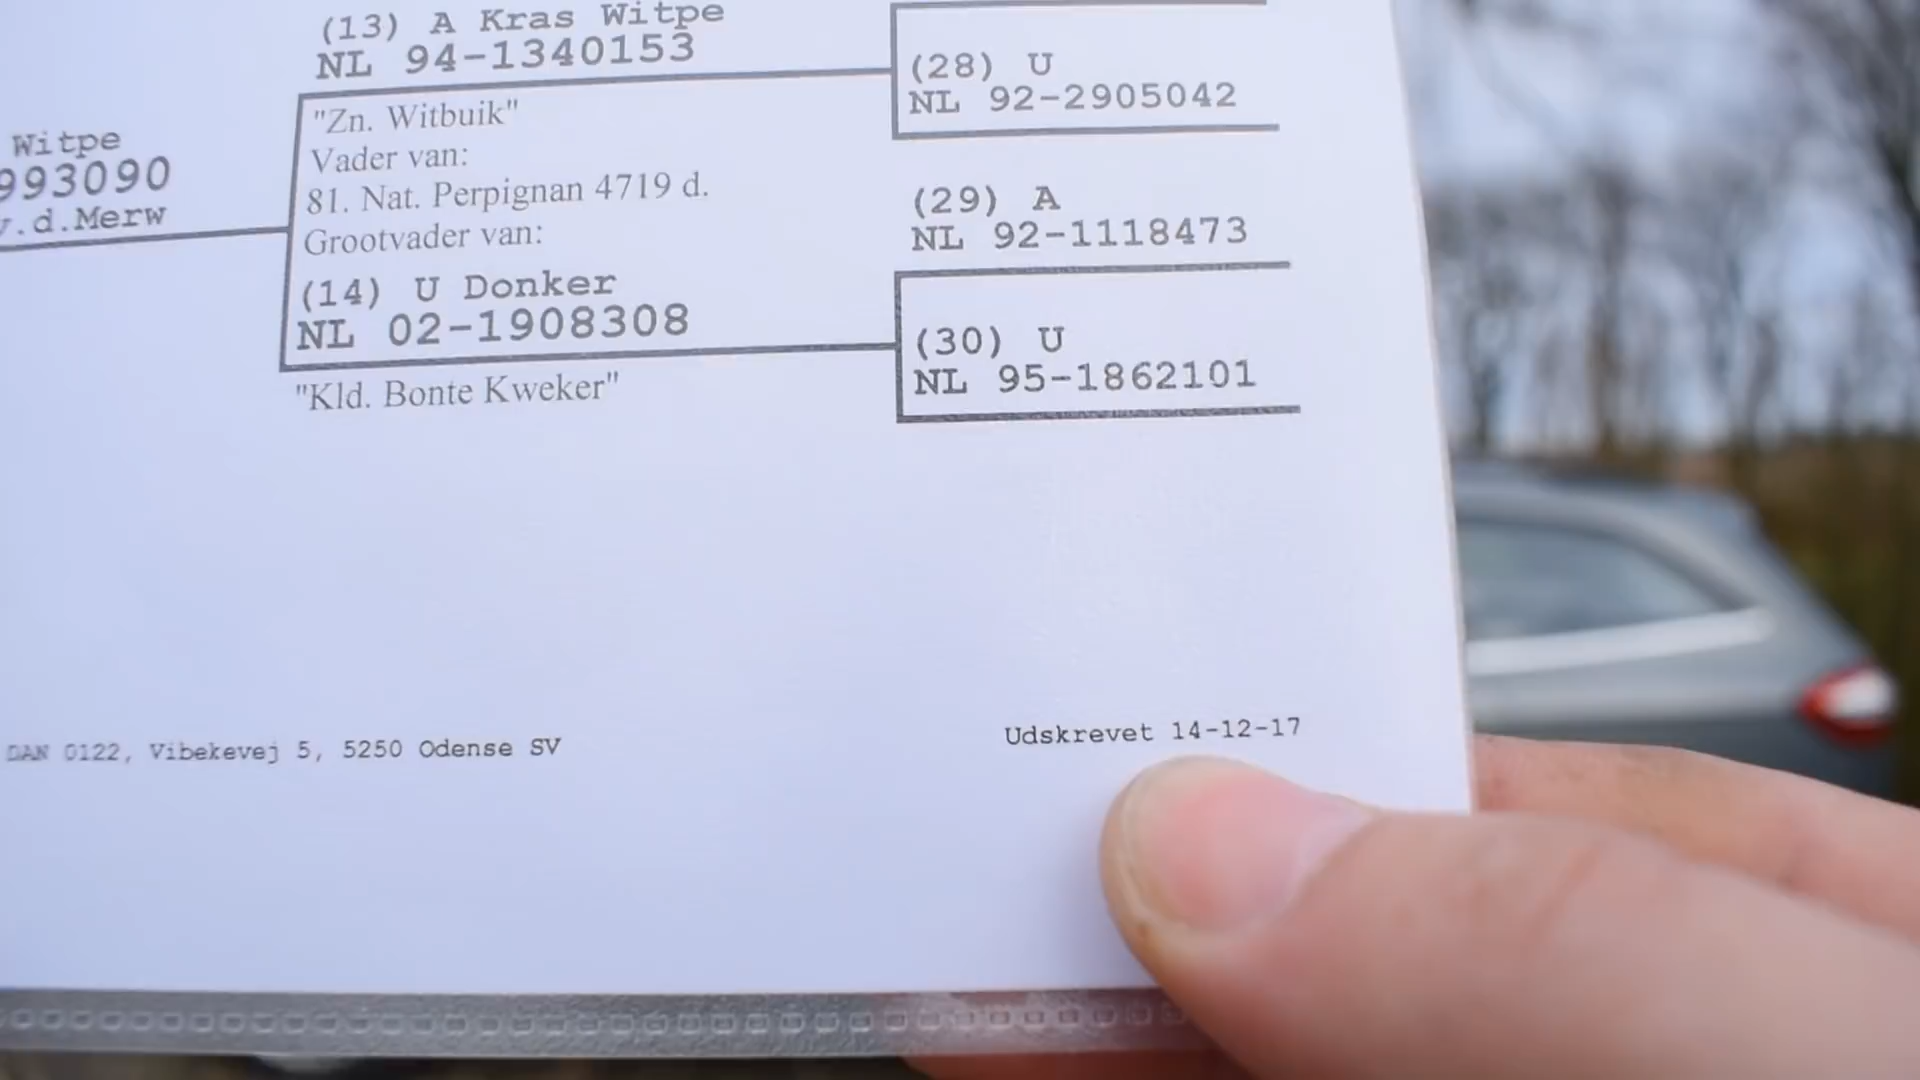 (13) A Kras Witpe
NL 94-1340153
"Zn. Witbuik"
Vader van:
81. Nat. Perpignan 4719 d.
Grootvader van:
(14) U Donker
NL 02-1908308
"Kld. Bonte Kweker"
Witpe
993090
v.d.Merw
(28) U
NL 92-2905042
(29) A
NL 92-1118473
(30) U
NL 95-1862101
DAN 0122, Vibekevej 5, 5250 Odense SV
Udskrevet 14-12-17